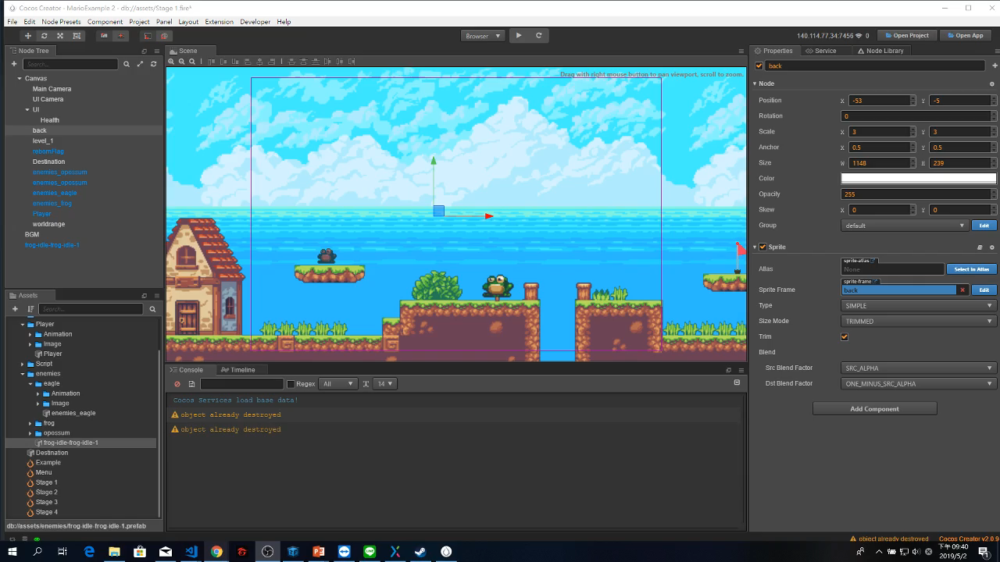 Cocos Creator - MarioExample 2 - db://assets/Stage 1.fire*
File Edit Node Presets Component Project Panel Layout Extension Developer Help
Browser
140.114.77.34:7456 0 Open Project Open App
Node Tree
Search...
Canvas
Main Camera
UI Camera
UI
Health
back
level_1
rebornFlag
Destination
enemies_opossum
enemies_opossum
enemies_eagle
enemies_frog
Player
worldrange
BGM
frog-idle-frog-idle-1
Assets
Search...
Player
Animation
Image
Player
Script
enemies
eagle
Animation
Image
enemies_eagle
frog
opossum
frog-idle-frog-idle-1
Destination
Example
Menu
Stage 1
Stage 2
Stage 3
Stage 4
db://assets/enemies/frog-idle-frog-idle-1.prefab
Scene
Drag with right mouse button to pan viewport, scroll to zoom.
Console Timeline
Regex All 14
Cocos Services load base data!
object already destroyed
object already destroyed
Properties Service Node Library
back
Node
Position X -53 Y -5
Rotation 0
Scale X 3 Y 3
Anchor X 0.5 Y 0.5
Size W 1148 H 239
Color
Opacity 255
Skew X 0 Y 0
Group default Edit
Sprite
sprite-atlas
Alias None Select In Atlas
sprite-frame
Sprite Frame back Edit
Type SIMPLE
Size Mode TRIMMED
Trim
Blend
Src Blend Factor SRC_ALPHA
Dst Blend Factor ONE_MINUS_SRC_ALPHA
Add Component
object already destroyed Cocos Creator v2.0.9
下午 09:40
2019/5/2